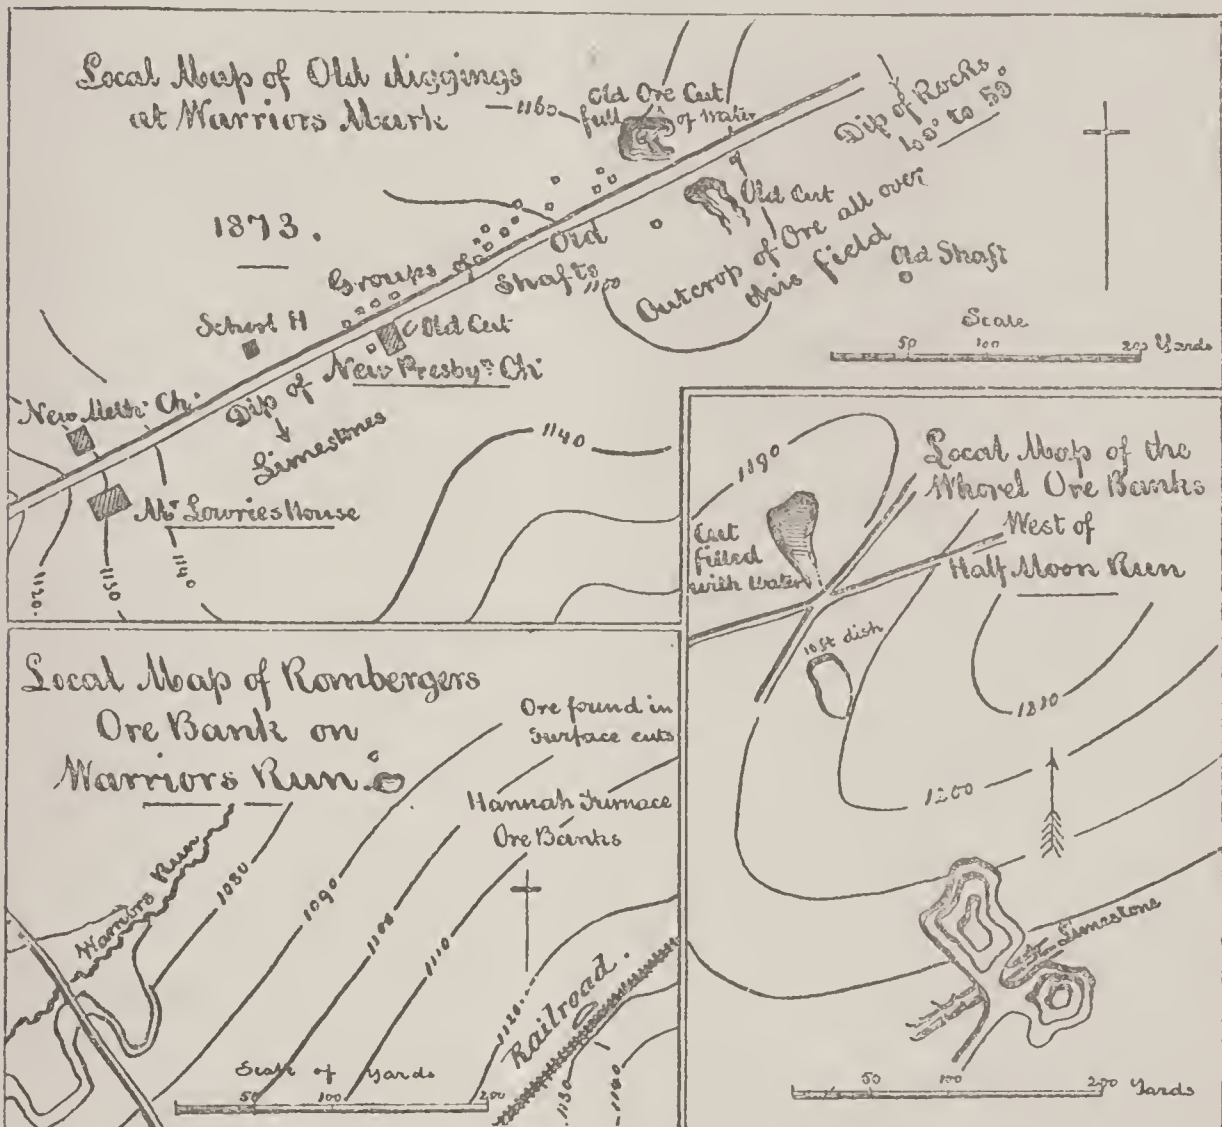 Local Map of Old diggings
at Warriors Mark
1873.
1160
Old Ore Cut
full of Water
Dip of Rocks
40° to 50°
Old Cut
Outcrop of Ore all over
this field
Old Shaft
Groups of Old
Shafts
1150
School H
Old Cut
New Presbyn. Ch.
New Meth. Ch.
Dip of
Limestones
Mr. Lowries House
1120.
1130
1140
1140
Scale
50 100 200 Yards
Local Map of the
Whorel Ore Banks
West of
Half Moon Run
1190
Cut
filled
with Water
10 ft dish
1210
1200
Limestone
50 100 200 Yards
Local Map of Rombergers
Ore Bank on
Warriors Run.
Ore found in
Surface cuts
Hannah Furnace
Ore Banks
Warriors Run
1080
1090
1100
1110
1120
Railroad.
1130
1140
Scale of Yards
50 100 200